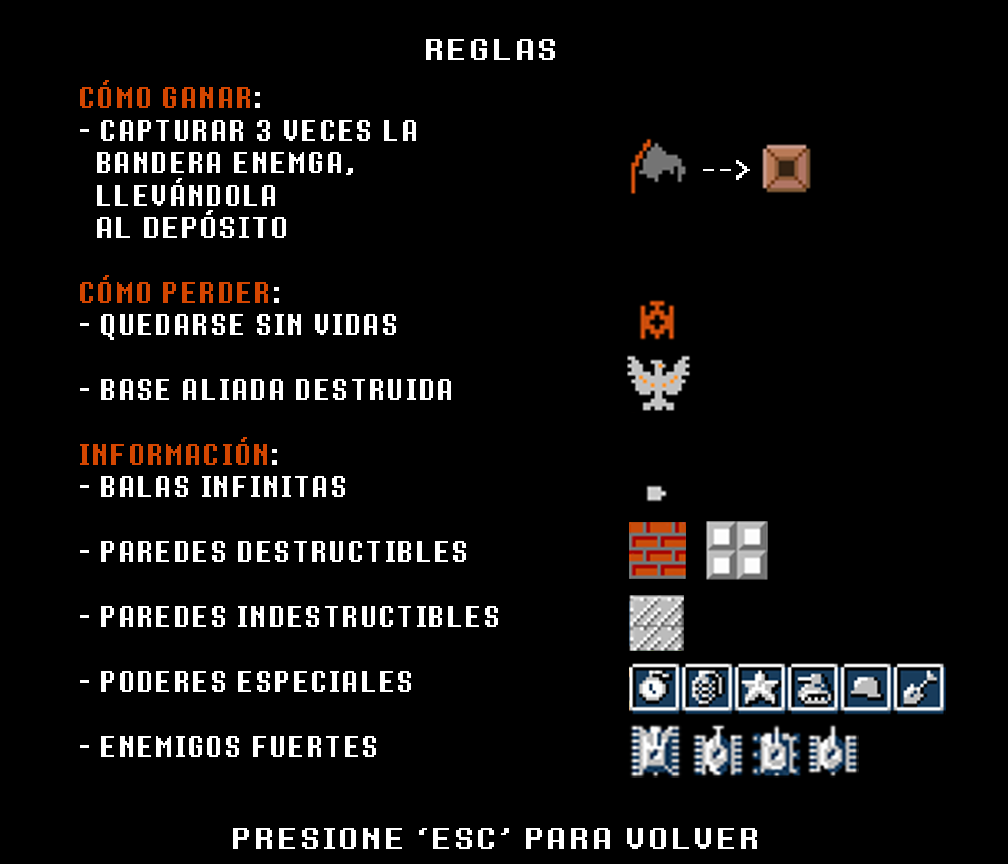 REGLAS
CÓMO GANAR:
- CAPTURAR 3 VECES LA
BANDERA ENEMGA,
LLEVÁNDOLA
AL DEPÓSITO
-->
CÓMO PERDER:
- QUEDARSE SIN VIDAS
- BASE ALIADA DESTRUIDA
INFORMACIÓN:
- BALAS INFINITAS
- PAREDES DESTRUCTIBLES
- PAREDES INDESTRUCTIBLES
- PODERES ESPECIALES
- ENEMIGOS FUERTES
PRESIONE ‘ESC’ PARA VOLVER